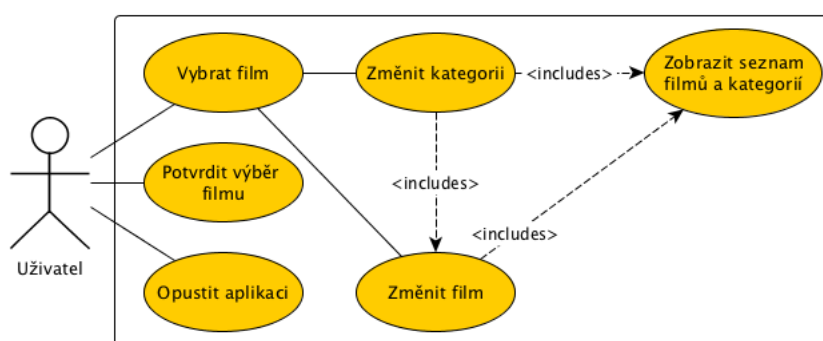 Vybrat film
Změnit kategorii
<includes>
Zobrazit seznam
filmů a kategorií
Potvrdit výběr
filmu
<includes>
<includes>
Uživatel
Opustit aplikaci
Změnit film